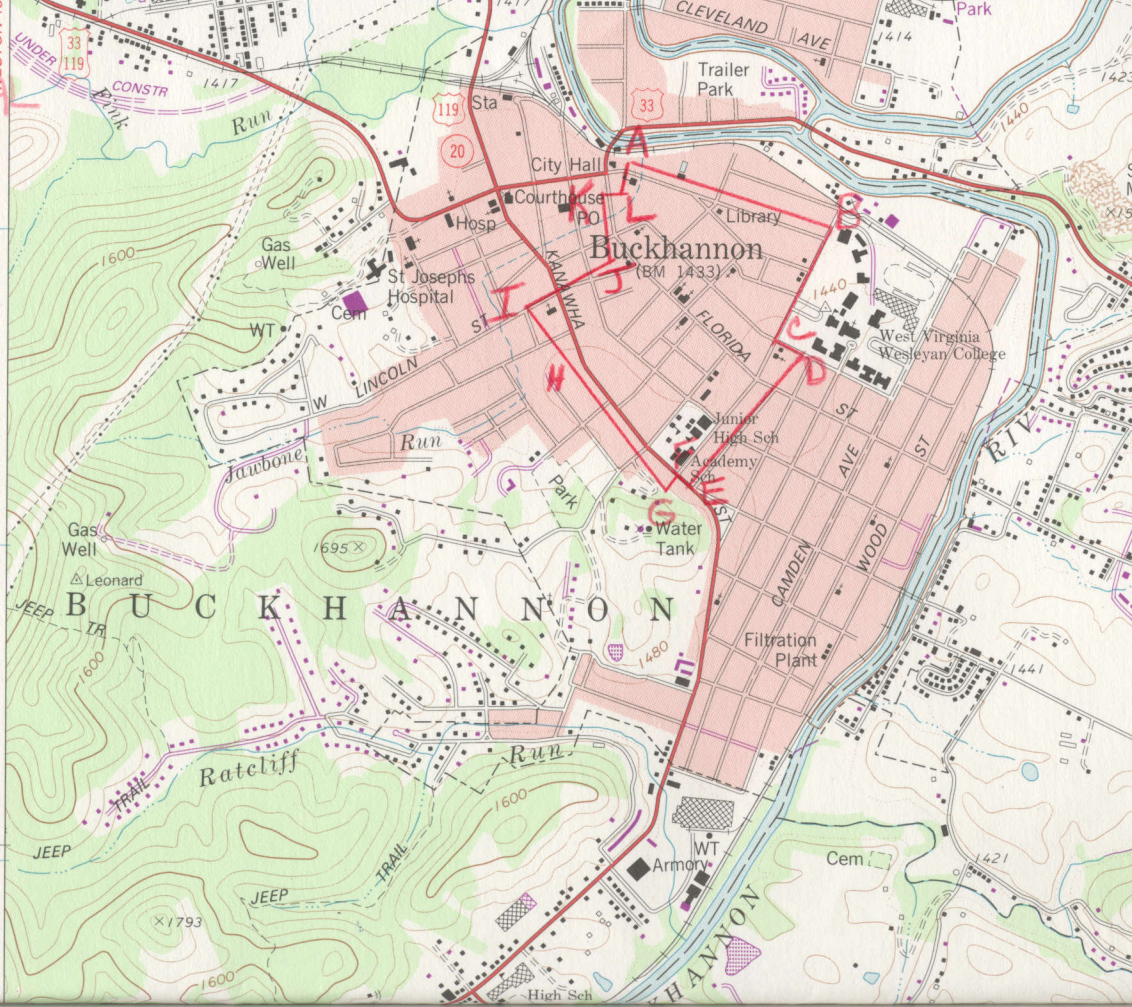 CLEVELAND AVE
Park
1414
33
119
UNDER CONSTR
1417
Fink Run
Trailer
Park
33
1423
1440
119
Sta
20
A
City Hall
Courthouse
PO
K
L
Hosp
Library
B
Buckhannon
(BM 1433)
J
Gas
Well
1600
St Josephs
Hospital
Cem
WT
I
KANAWHA
ST
1440
FLORIDA
ST
C
D
West Virginia
Wesleyan College
H
W LINCOLN
Junior
High Sch
Academy
Sch
E
G
ST
Jawbone Run
Park
AVE
ST
RIV
Gas
Well
1695
Water
Tank
Leonard
BUCKHANNON
CAMDEN
WOOD
JEEP TR
1600
1480
Filtration
Plant
1441
Ratcliff Run
TRAIL
JEEP
1600
TRAIL
JEEP
WT
Armory
Cem
1421
1793
1600
High Sch
KHANNON